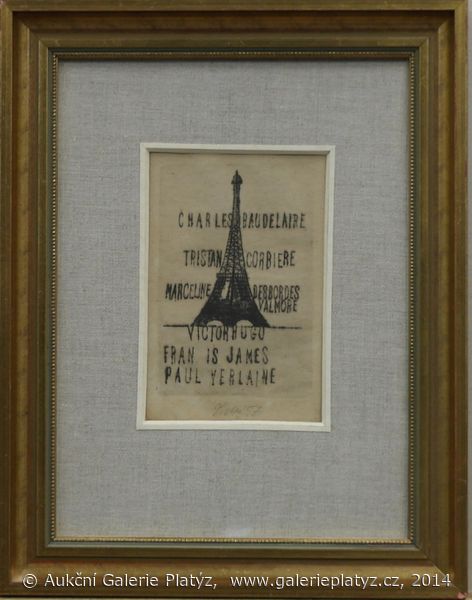 CHARLES BAUDELAIRE
TRISTAN CORBIERE
MARCELINE DESBORDES
VALMORE
VICTOR HUGO
FRAN IS JAMES
PAUL VERLAINE
© Aukční Galerie Platýz, www.galerieplatyz.cz, 2014